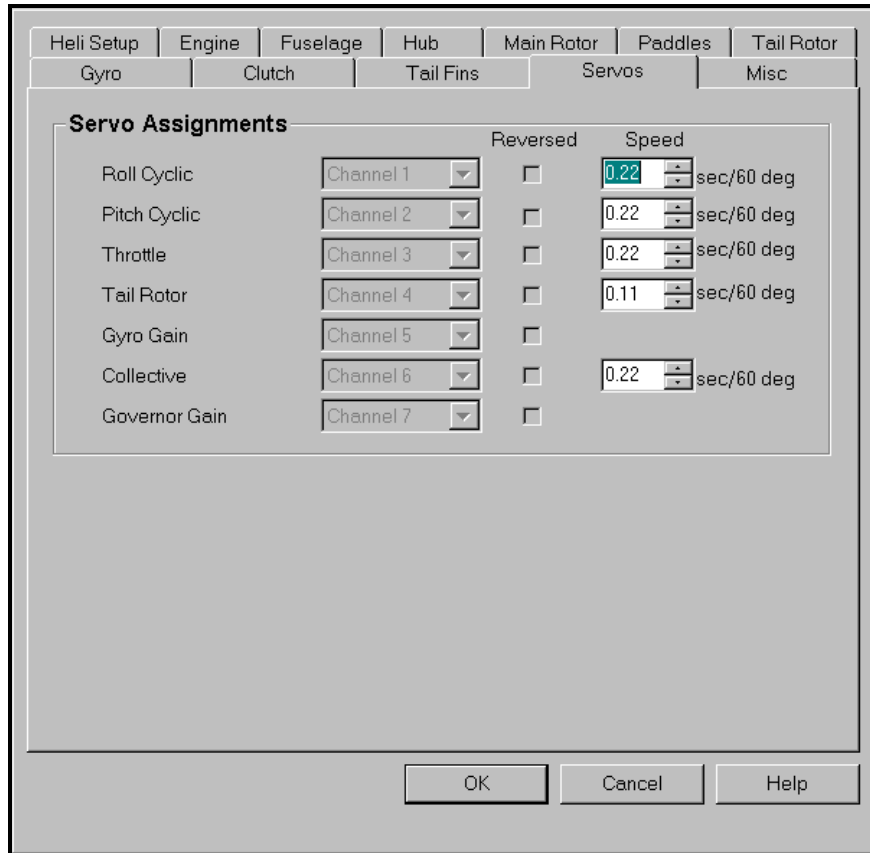 Heli Setup Engine Fuselage Hub Main Rotor Paddles Tail Rotor
Gyro Clutch Tail Fins Servos Misc
Servo Assignments
Reversed Speed
Roll Cyclic Channel 1 0.22 sec/60 deg
Pitch Cyclic Channel 2 0.22 sec/60 deg
Throttle Channel 3 0.22 sec/60 deg
Tail Rotor Channel 4 0.11 sec/60 deg
Gyro Gain Channel 5
Collective Channel 6 0.22 sec/60 deg
Governor Gain Channel 7
OK Cancel Help